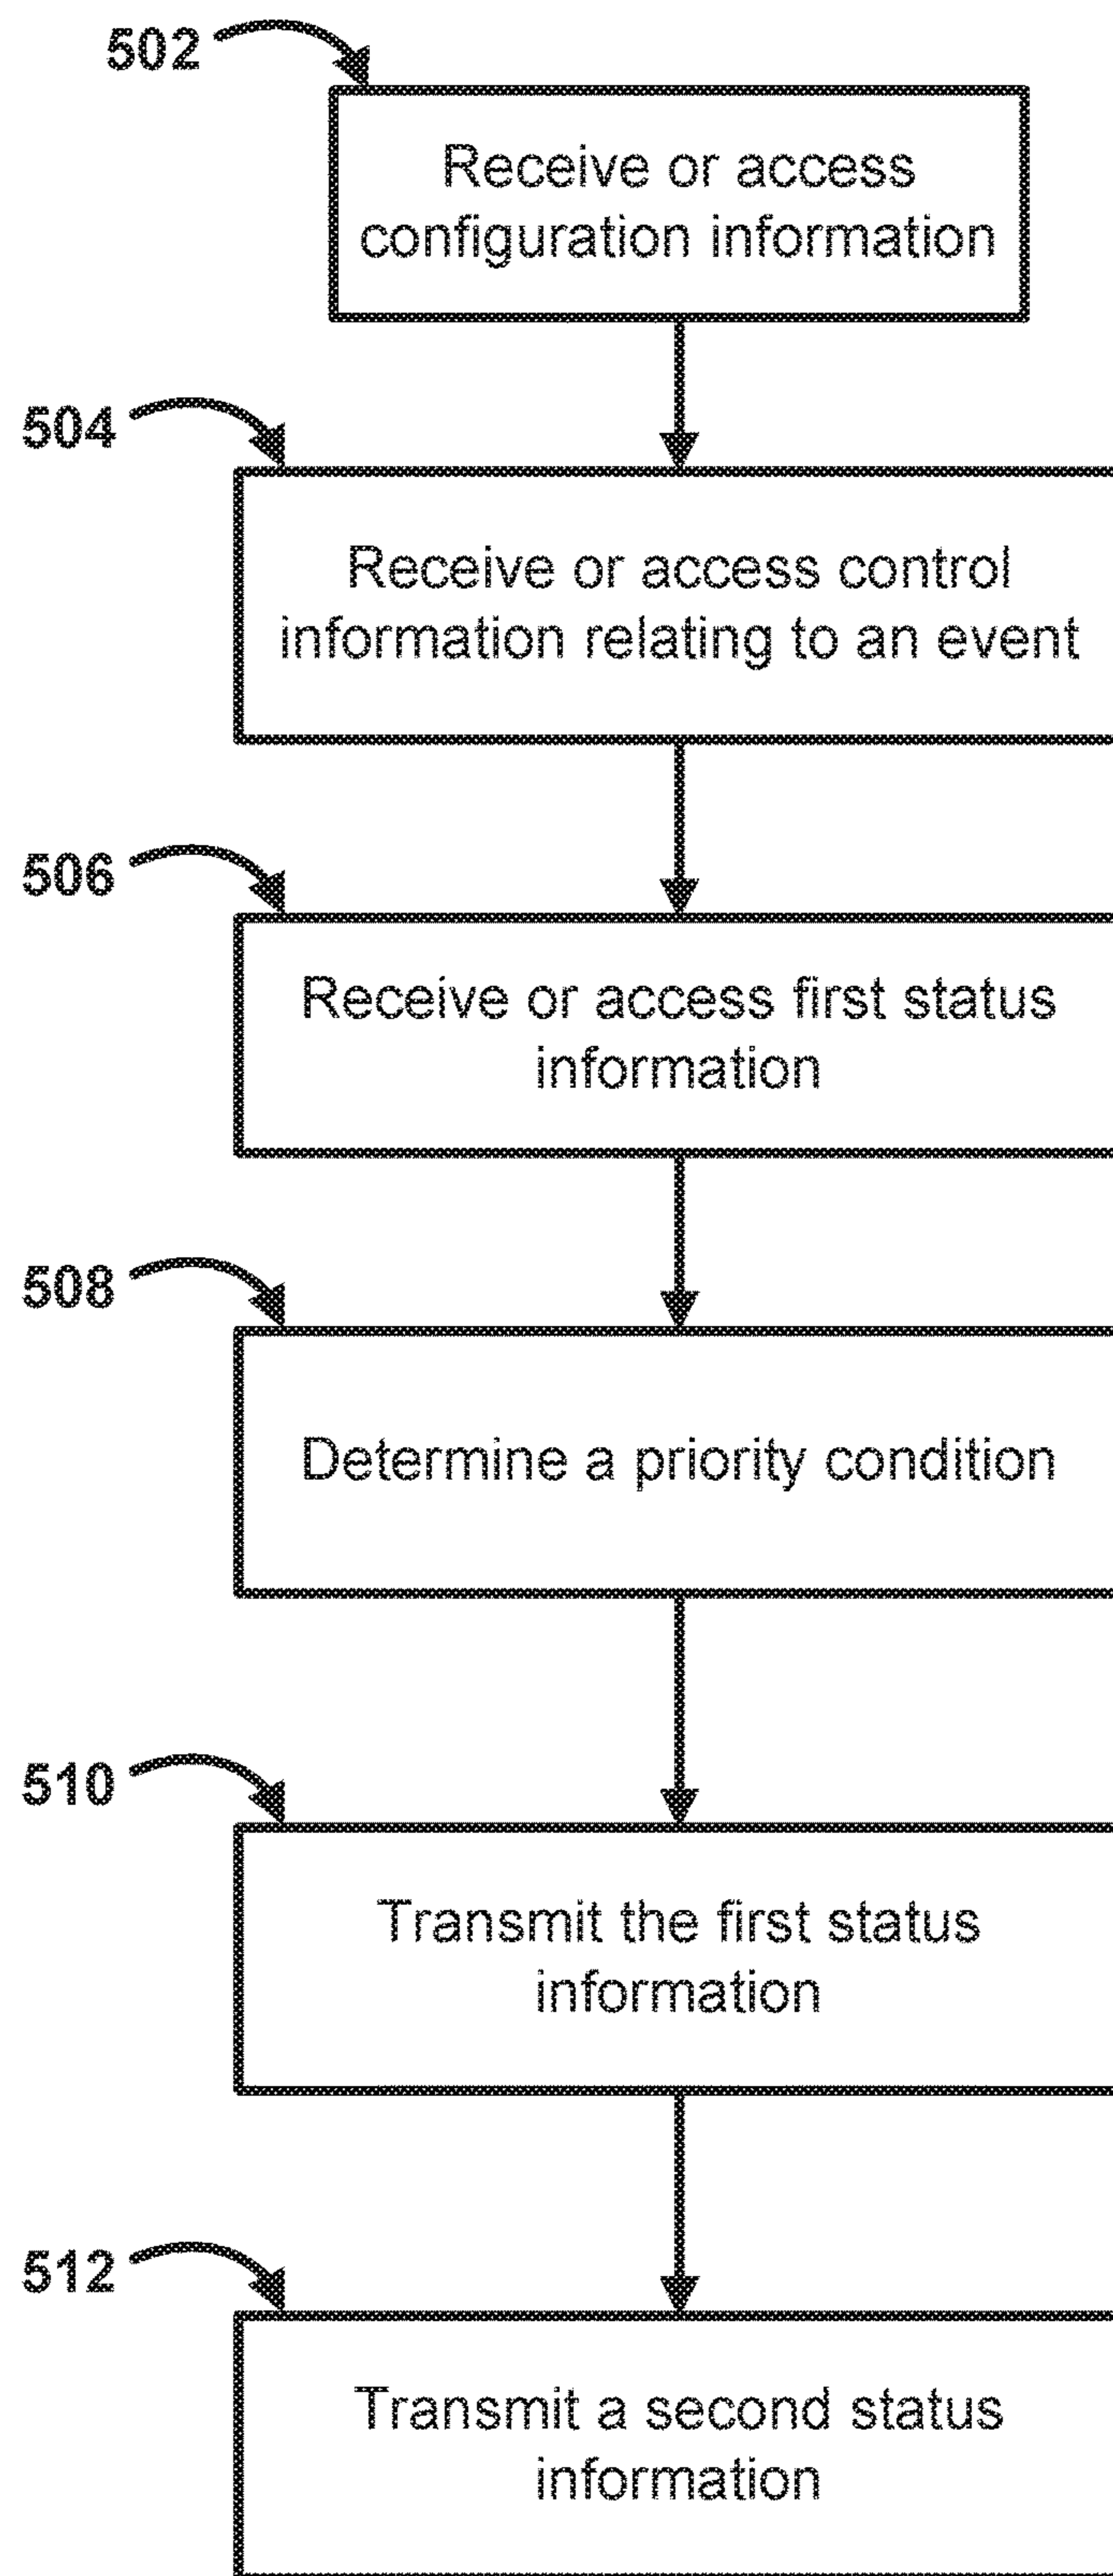 502
Receive or access
configuration information
504
Receive or access control
information relating to an event
506
Receive or access first status
information
508
Determine a priority condition
510
Transmit the first status
information
512
Transmit a second status
information